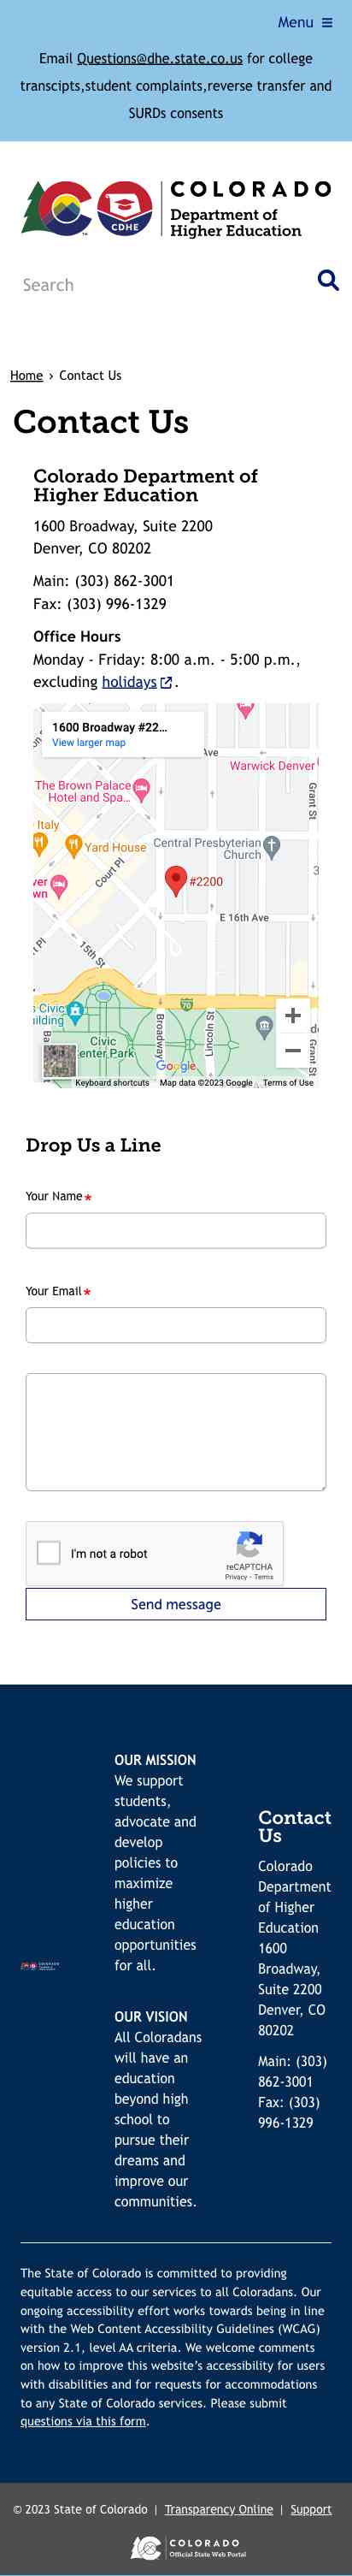 Menu ≡
Email Questions@dhe.state.co.us for college
transcipts,student complaints,reverse transfer and
SURDs consents
CDHE
COLORADO
Department of
Higher Education
Search
Home › Contact Us
Contact Us
Colorado Department of
Higher Education
1600 Broadway, Suite 2200
Denver, CO 80202
Main: (303) 862-3001
Fax: (303) 996-1329
Office Hours
Monday - Friday: 8:00 a.m. - 5:00 p.m.,
excluding holidays.
1600 Broadway #22...
View larger map
Ave
Warwick Denver
Grant St
The Brown Palace
Hotel and Spa...
Italy
Yard House
Central Presbyterian
Church
Court Pl
#2200
E 16th Ave
15th St
Civic
Center Park
Broadway
Lincoln St
70
Grant St
Google
Keyboard shortcuts
Map data ©2023 Google
Terms of Use
Drop Us a Line
Your Name*
Your Email*
I'm not a robot
reCAPTCHA
Privacy - Terms
Send message
OUR MISSION
We support
students,
advocate and
develop
policies to
maximize
higher
education
opportunities
for all.
OUR VISION
All Coloradans
will have an
education
beyond high
school to
pursue their
dreams and
improve our
communities.
Contact
Us
Colorado
Department
of Higher
Education
1600
Broadway,
Suite 2200
Denver, CO
80202
Main: (303)
862-3001
Fax: (303)
996-1329
The State of Colorado is committed to providing
equitable access to our services to all Coloradans. Our
ongoing accessibility effort works towards being in line
with the Web Content Accessibility Guidelines (WCAG)
version 2.1, level AA criteria. We welcome comments
on how to improve this website's accessibility for users
with disabilities and for requests for accommodations
to any State of Colorado services. Please submit
questions via this form.
© 2023 State of Colorado | Transparency Online | Support
COLORADO
Official State Web Portal